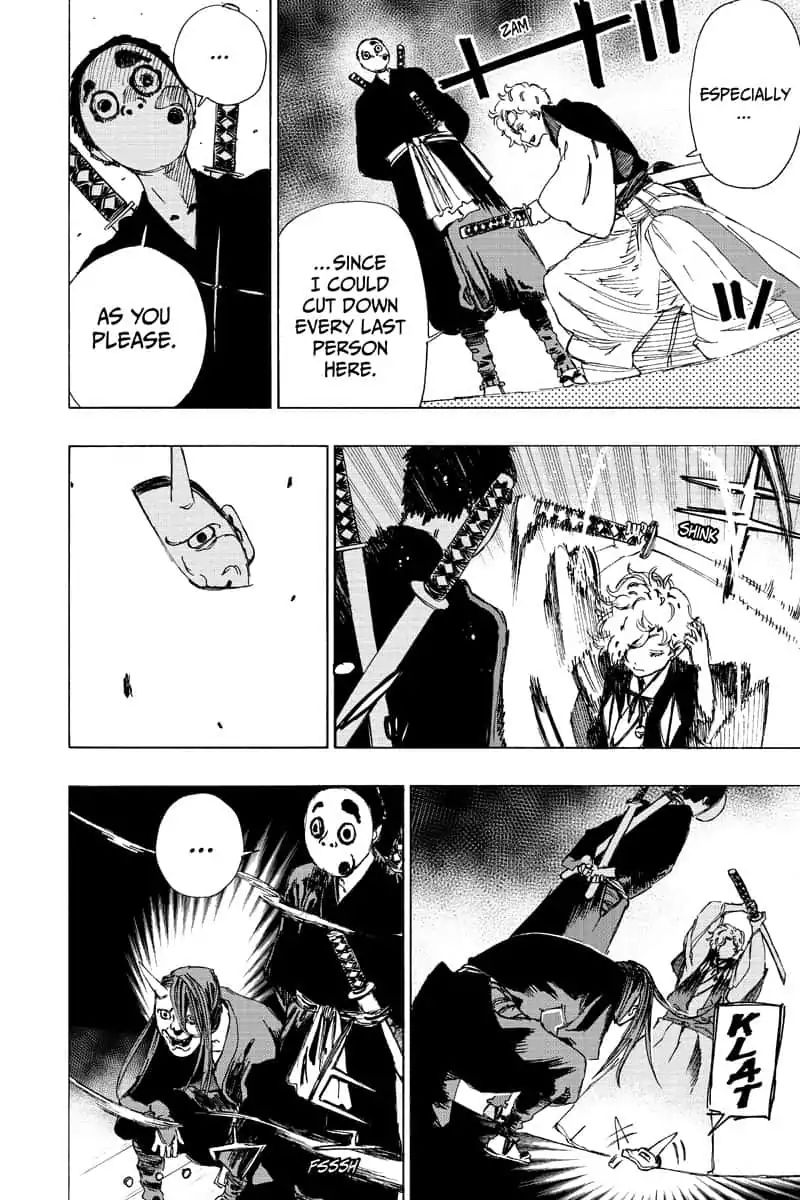 ESPECIALLY
...
ZAM
...SINCE
I COULD
CUT DOWN
EVERY LAST
PERSON
HERE.
...
AS YOU
PLEASE.
SHINK
KLAT
...
FSSSH